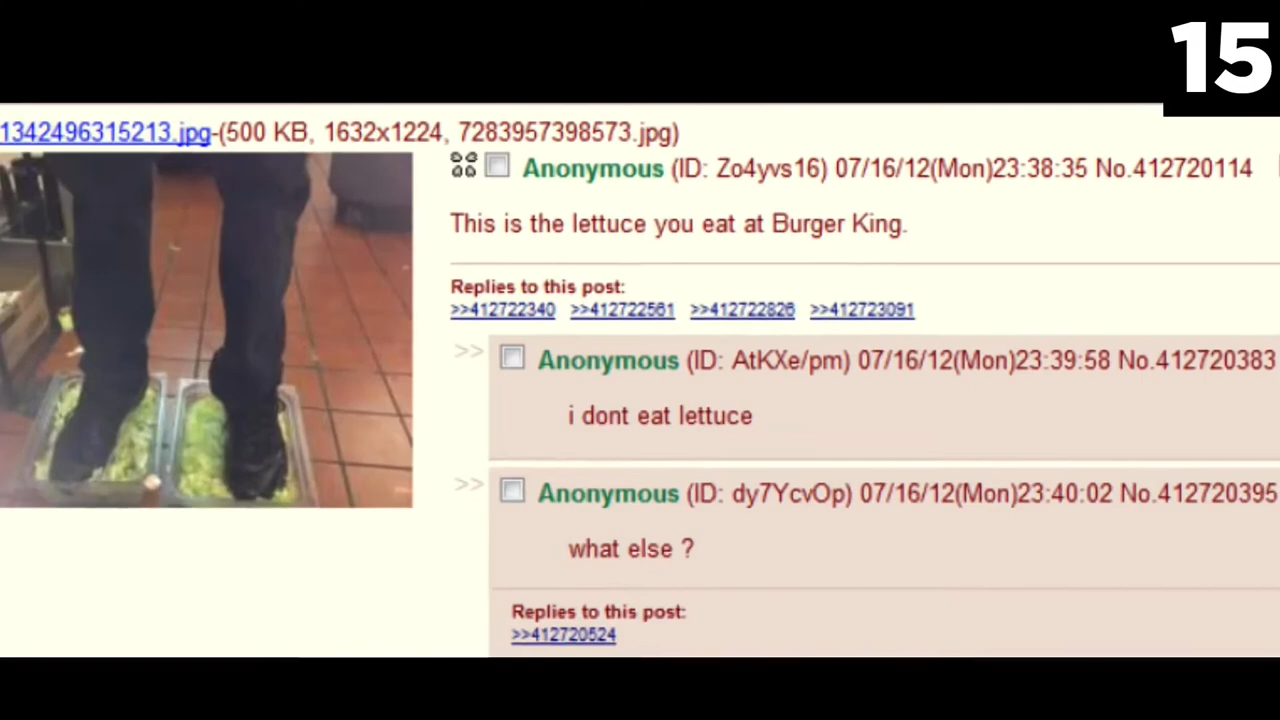 15
1342496315213.jpg-(500 KB, 1632x1224, 7283957398573.jpg)
Anonymous (ID: Zo4yvs16) 07/16/12(Mon)23:38:35 No.412720114
This is the lettuce you eat at Burger King.
Replies to this post:
>>412722340 >>412722561 >>412722826 >>412723091
>> Anonymous (ID: AtKXe/pm) 07/16/12(Mon)23:39:58 No.412720383
i dont eat lettuce
>> Anonymous (ID: dy7YcvOp) 07/16/12(Mon)23:40:02 No.412720395
what else ?
Replies to this post:
>>412720524